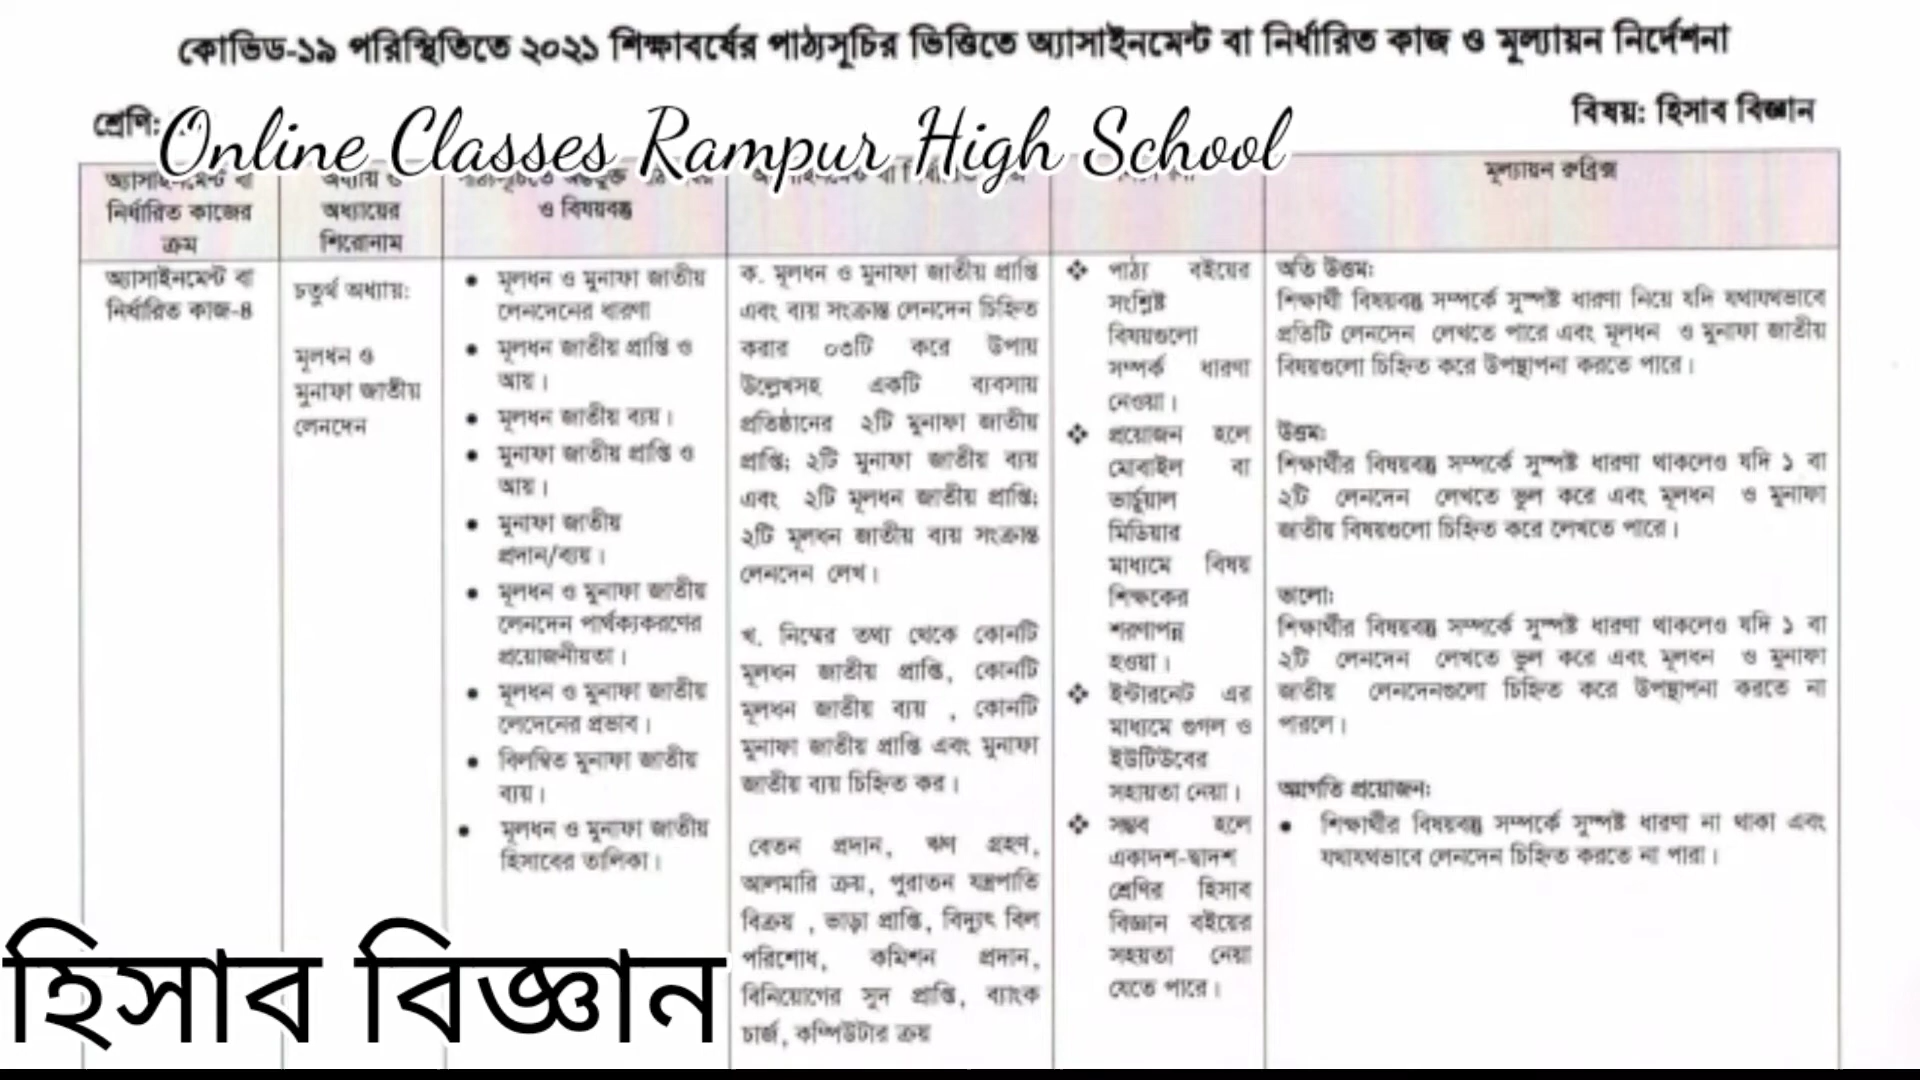 কোভিড-১৯ পরিস্থিতিতে ২০২১ শিক্ষাবর্ষের পাঠ্যসূচির ভিত্তিতে অ্যাসাইনমেন্ট বা নির্ধারিত কাজ ও মূল্যায়ন নির্দেশনা
শ্রেণি:
বিষয়: হিসাব বিজ্ঞান
Online Classes Rampur High School
অ্যাসাইনমেন্ট বা
নির্ধারিত কাজের
ক্রম
অধ্যায় ও
অধ্যায়ের
শিরোনাম
ও বিষয়বস্তু
মূল্যায়ন রুব্রিক্স
অ্যাসাইনমেন্ট বা
নির্ধারিত কাজ-৪
চতুর্থ অধ্যায়:
মূলধন ও
মুনাফা জাতীয়
লেনদেন
• মূলধন ও মুনাফা জাতীয়
লেনদেনের ধারণা
• মূলধন জাতীয় প্রাপ্তি ও
আয়।
• মূলধন জাতীয় ব্যয়।
• মুনাফা জাতীয় প্রাপ্তি ও
আয়।
• মুনাফা জাতীয়
প্রদান/ব্যয়।
• মূলধন ও মুনাফা জাতীয়
লেনদেন পার্থক্যকরণের
প্রয়োজনীয়তা।
• মূলধন ও মুনাফা জাতীয়
লেদেনের প্রভাব।
• বিলম্বিত মুনাফা জাতীয়
ব্যয়।
• মূলধন ও মুনাফা জাতীয়
হিসাবের তালিকা।
ক. মূলধন ও মুনাফা জাতীয় প্রাপ্তি
এবং ব্যয় সংক্রান্ত লেনদেন চিহ্নিত
করার ০৩টি করে উপায়
উল্লেখসহ একটি ব্যবসায়
প্রতিষ্ঠানের ২টি মুনাফা জাতীয়
প্রাপ্তি; ২টি মুনাফা জাতীয় ব্যয়
এবং ২টি মূলধন জাতীয় প্রাপ্তি;
২টি মূলধন জাতীয় ব্যয় সংক্রান্ত
লেনদেন লেখ।
খ. নিম্নের তথ্য থেকে কোনটি
মূলধন জাতীয় প্রাপ্তি, কোনটি
মূলধন জাতীয় ব্যয় , কোনটি
মুনাফা জাতীয় প্রাপ্তি এবং মুনাফা
জাতীয় ব্যয় চিহ্নিত কর।
বেতন প্রদান, ঋণ গ্রহণ,
আলমারি ক্রয়, পুরাতন যন্ত্রপাতি
বিক্রয় , ভাড়া প্রাপ্তি, বিদ্যুৎ বিল
পরিশোধ, কমিশন প্রদান,
বিনিয়োগের সুদ প্রাপ্তি, ব্যাংক
চার্জ, কম্পিউটার ক্রয়
❖ পাঠ্য বইয়ের
সংশ্লিষ্ট
বিষয়গুলো
সম্পর্ক ধারণা
নেওয়া।
❖ প্রয়োজন হলে
মোবাইল বা
ভার্চুয়াল
মিডিয়ার
মাধ্যমে বিষয়
শিক্ষকের
শরণাপন্ন
হওয়া।
❖ ইন্টারনেট এর
মাধ্যমে গুগল ও
ইউটিউবের
সহায়তা নেয়া।
❖ সম্ভব হলে
একাদশ-দ্বাদশ
শ্রেণির হিসাব
বিজ্ঞান বইয়ের
সহয়তা নেয়া
যেতে পারে।
অতি উত্তম:
শিক্ষার্থী বিষয়বস্তু সম্পর্কে সুস্পষ্ট ধারণা নিয়ে যদি যথাযথভাবে
প্রতিটি লেনদেন লেখতে পারে এবং মূলধন ও মুনাফা জাতীয়
বিষয়গুলো চিহ্নিত করে উপস্থাপনা করতে পারে।
উত্তম:
শিক্ষার্থীর বিষয়বস্তু সম্পর্কে সুস্পষ্ট ধারণা থাকলেও যদি ১ বা
২টি লেনদেন লেখতে ভুল করে এবং মূলধন ও মুনাফা
জাতীয় বিষয়গুলো চিহ্নিত করে লেখতে পারে।
ভালো:
শিক্ষার্থীর বিষয়বস্তু সম্পর্কে সুস্পষ্ট ধারণা থাকলেও যদি ১ বা
২টি লেনদেন লেখতে ভুল করে এবং মূলধন ও মুনাফা
জাতীয় লেনদেনগুলো চিহ্নিত করে উপস্থাপনা করতে না
পারলে।
অগ্রগতি প্রয়োজন:
• শিক্ষার্থীর বিষয়বস্তু সম্পর্কে সুস্পষ্ট ধারণা না থাকা এবং
যথাযথভাবে লেনদেন চিহ্নিত করতে না পারা।
হিসাব বিজ্ঞান